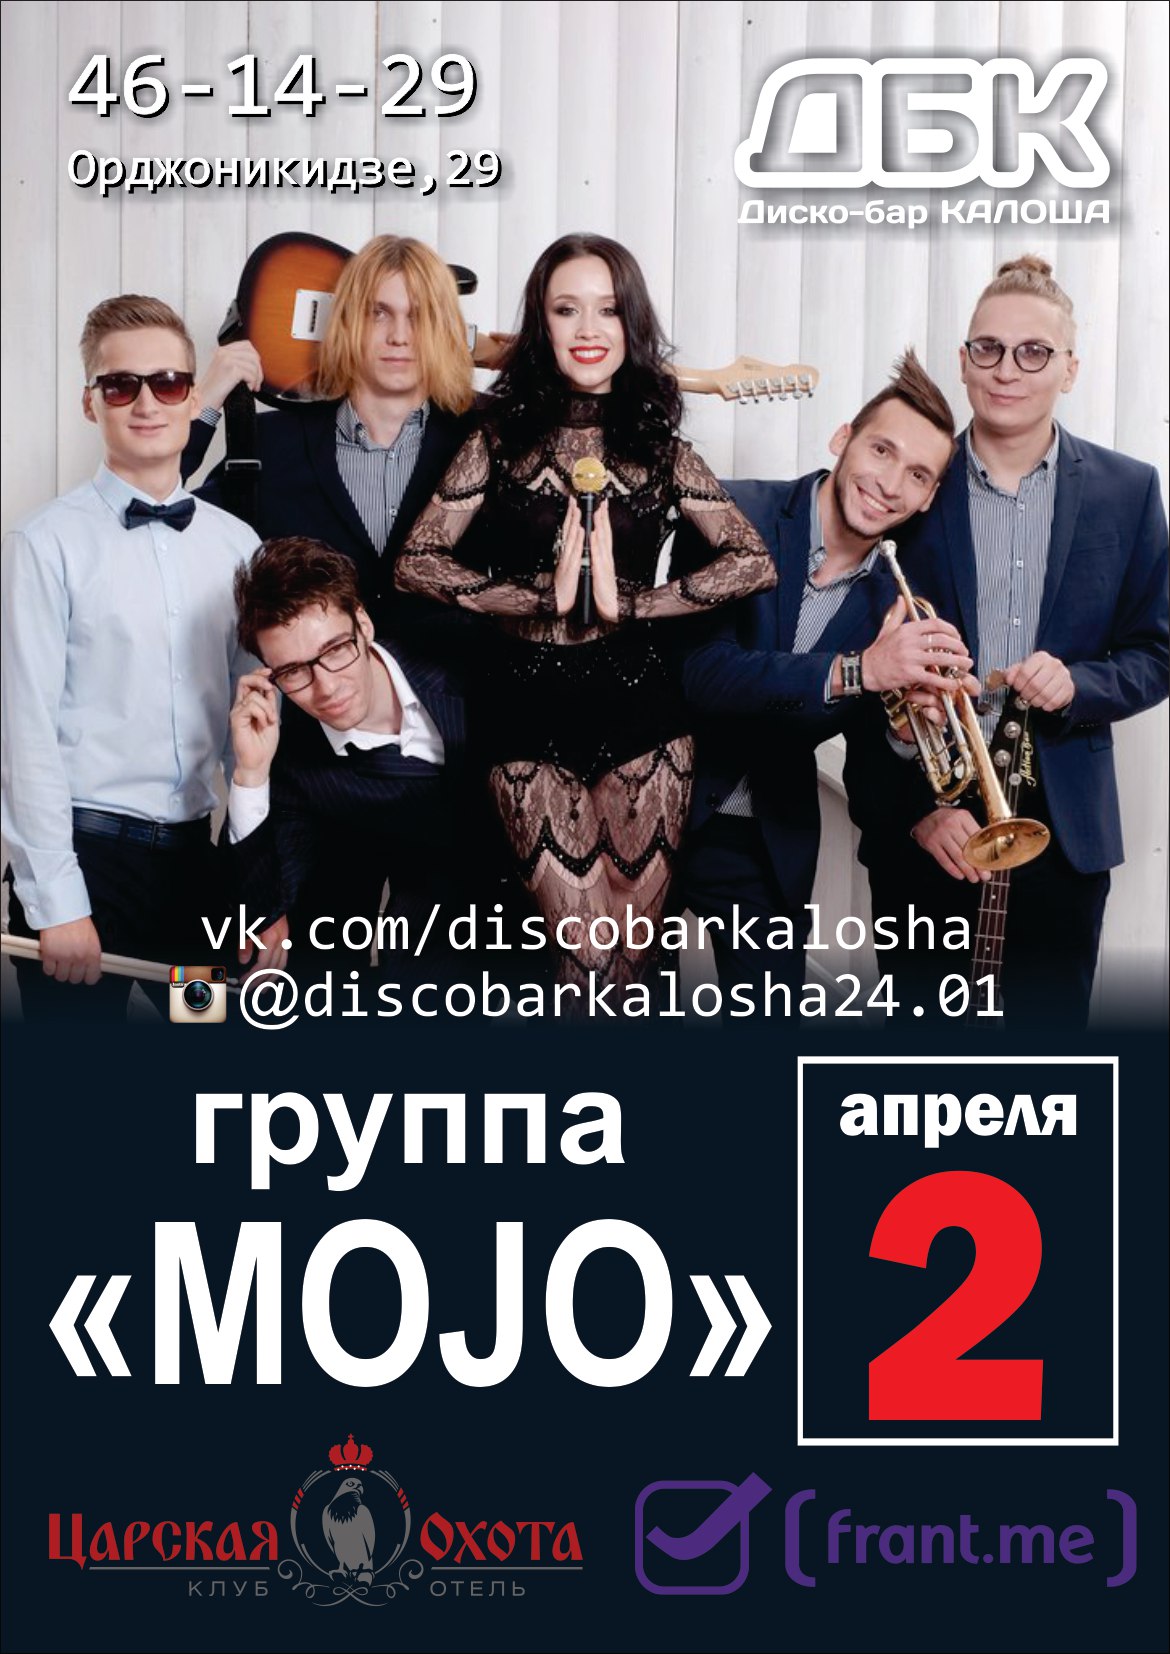 46-14-29
Орджоникидзе,29
ДБК
Диско-бар КАЛОША
vk.com/discobarkalosha
@discobarkalosha24.01
группа
«MOJO»
апреля
2
ЦАРСКАЯ ОХОТА
КЛУБ ОТЕЛЬ
(frant.me)